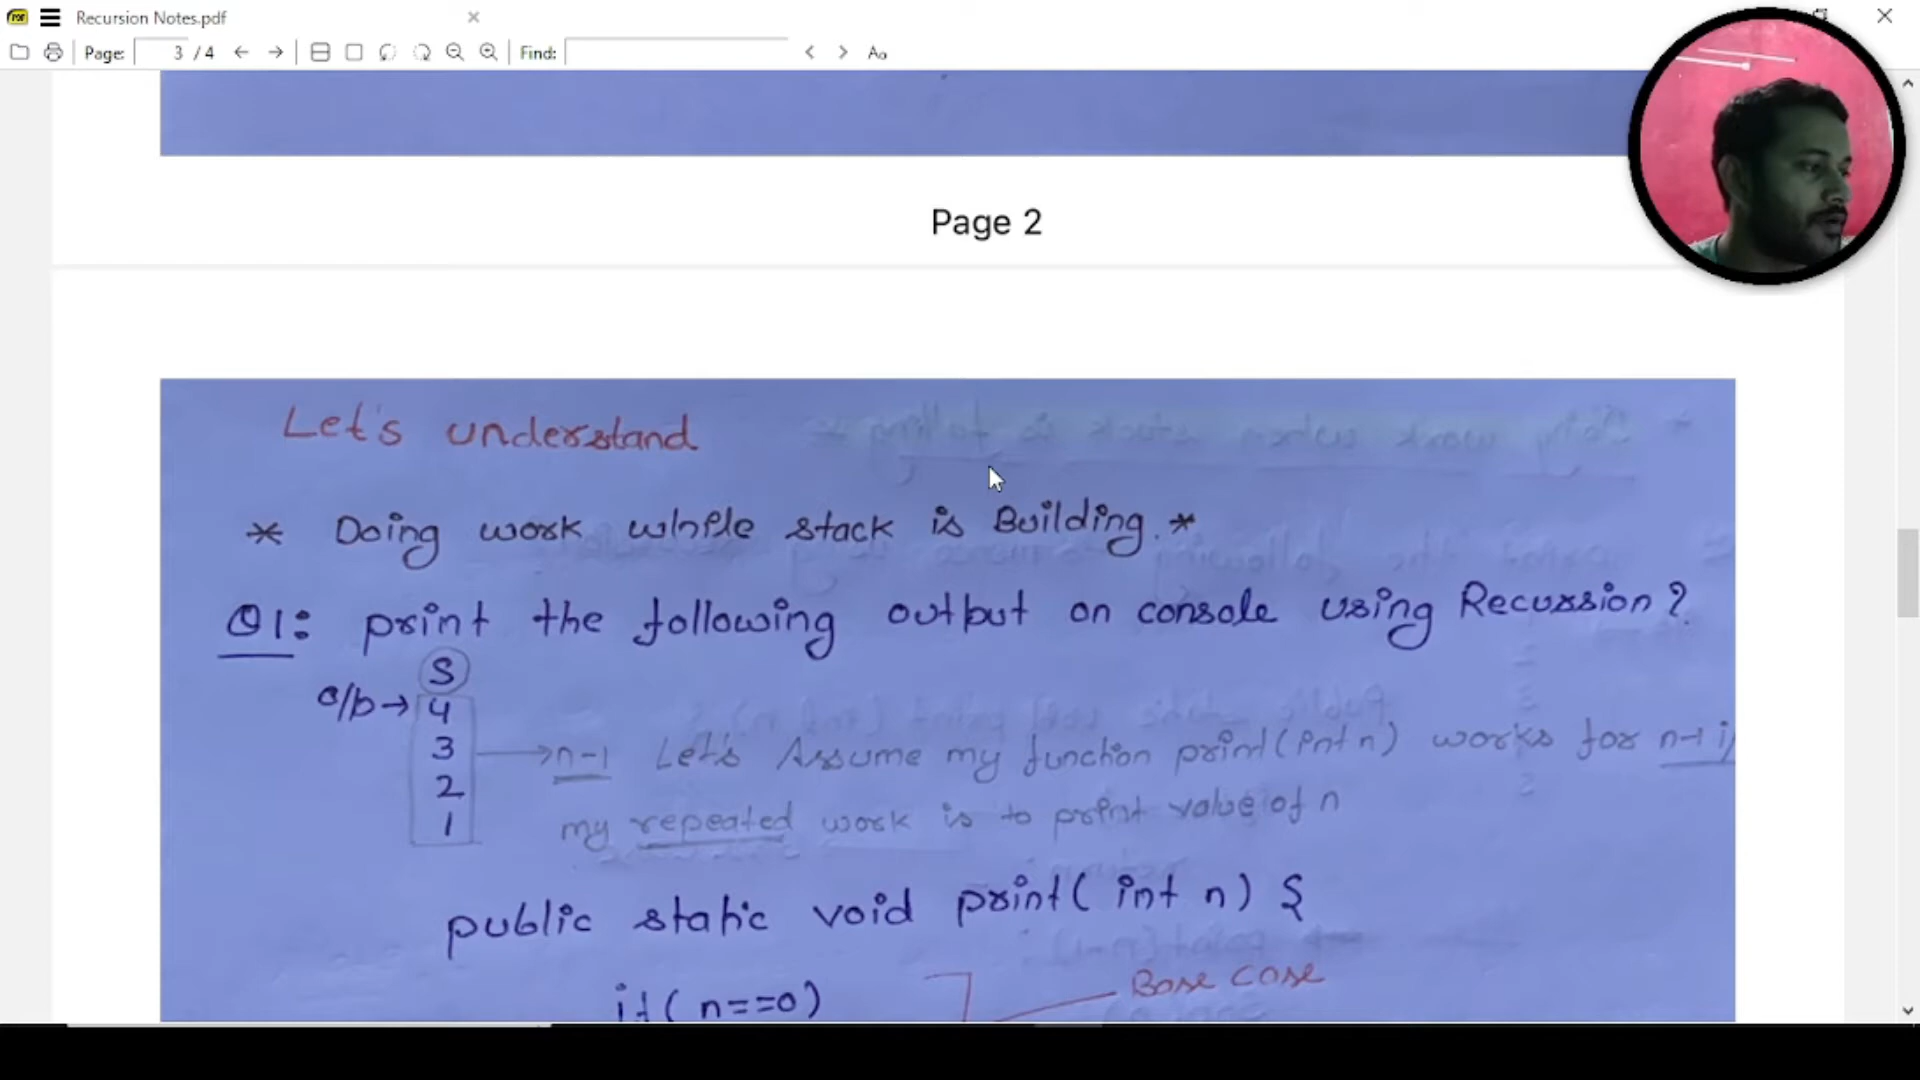 Recursion Notes.pdf
Page: 3 / 4 Find:
Page 2
Let's understand
* Doing work while stack is Building. *
Q1: print the following output on console using Recursion?
5
o/p → 4
3 → n-1 Let's Assume my function print(int n) works for n-1
2 my repeated work is to print value of n
1
public static void print( int n) {
if( n==0) Base case